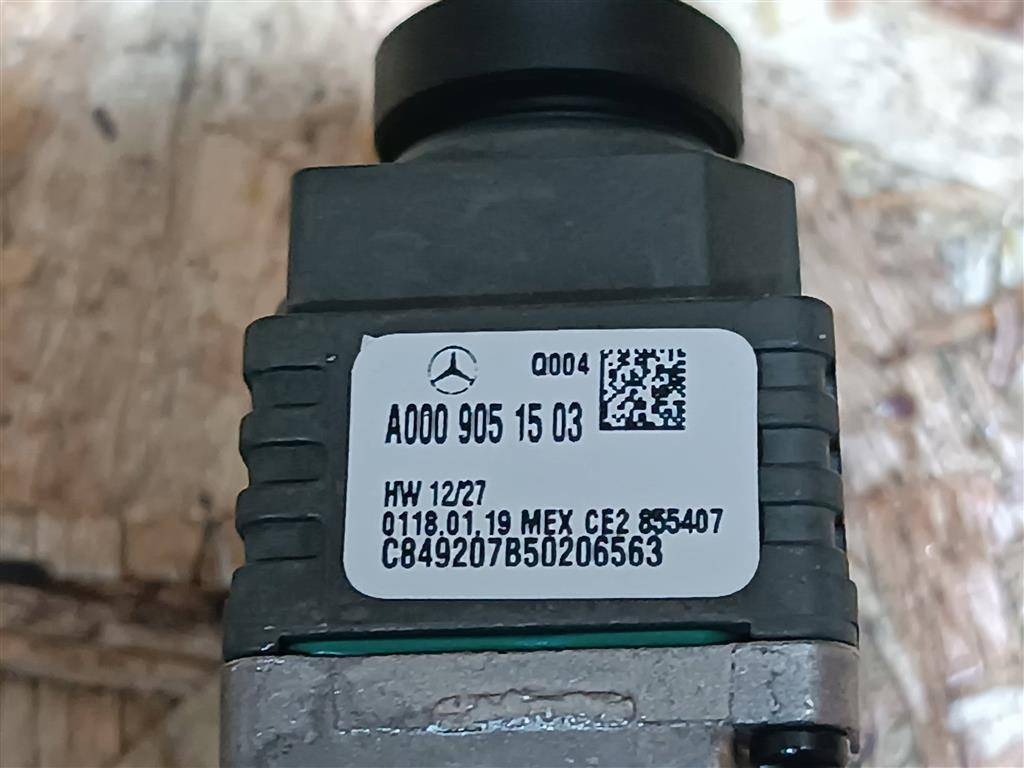 Q004
A000 905 15 03
HW 12/27
0118.01.19 MEX CE2 855407
C849207B50206563